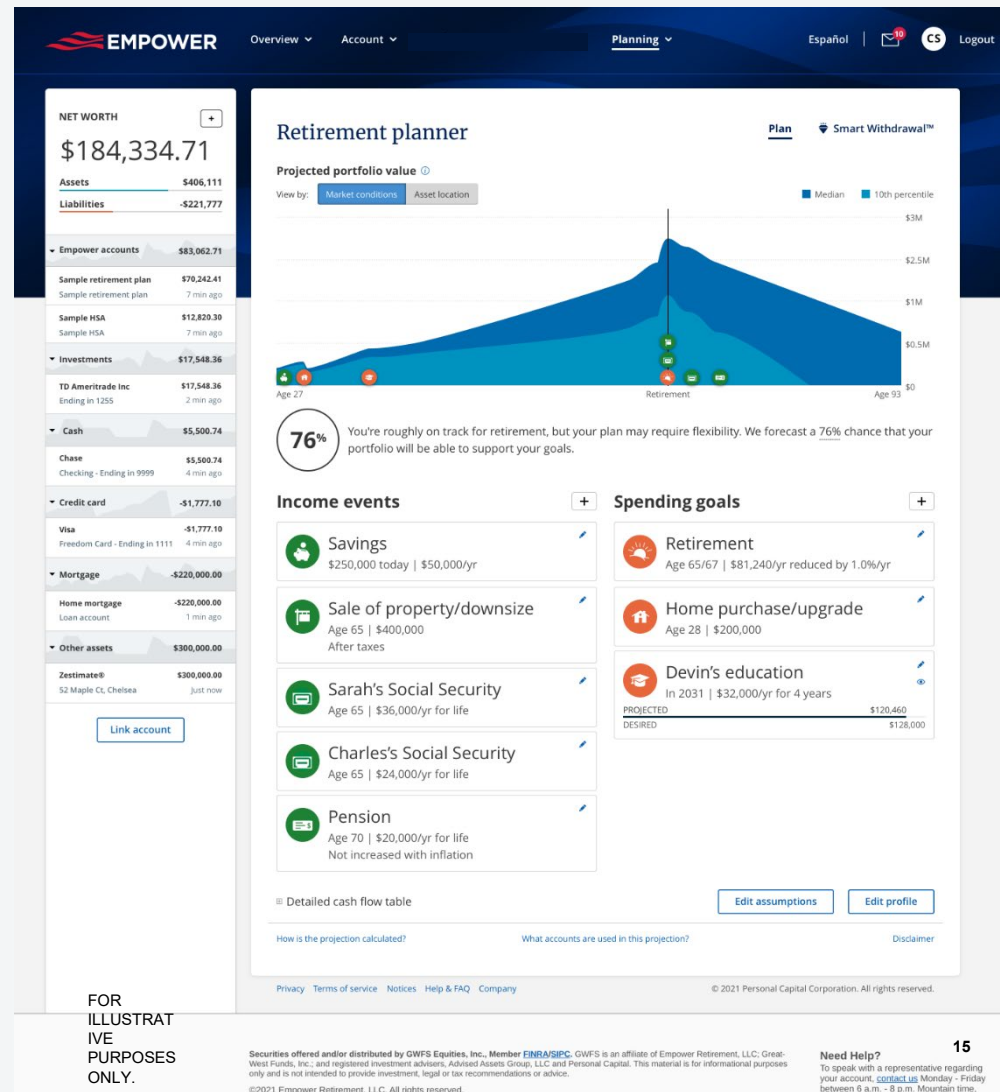 EMPOWER
Overview
Account
Planning
Español
10
CS
Logout
NET WORTH
+
$184,334.71
Assets $406,111
Liabilities -$221,777
Empower accounts $83,062.71
Sample retirement plan $70,242.41
Sample retirement plan 7 min ago
Sample HSA $12,820.30
Sample HSA 7 min ago
Investments $17,548.36
TD Ameritrade Inc $17,548.36
Ending in 1255 2 min ago
Cash $5,500.74
Chase $5,500.74
Checking - Ending in 9999 4 min ago
Credit card -$1,777.10
Visa -$1,777.10
Freedom Card - Ending in 1111 4 min ago
Mortgage -$220,000.00
Home mortgage -$220,000.00
Loan account 1 min ago
Other assets $300,000.00
Zestimate® $300,000.00
52 Maple Ct, Chelsea Just now
Link account
Retirement planner
Plan
Smart Withdrawal™
Projected portfolio value
View by: Market conditions Asset location
Median 10th percentile
$3M
$2.5M
$1M
$0.5M
$0
Age 27 Retirement Age 93
76%
You're roughly on track for retirement, but your plan may require flexibility. We forecast a 76% chance that your
portfolio will be able to support your goals.
Income events +
Savings
$250,000 today | $50,000/yr
Sale of property/downsize
Age 65 | $400,000
After taxes
Sarah's Social Security
Age 65 | $36,000/yr for life
Charles's Social Security
Age 65 | $24,000/yr for life
Pension
Age 70 | $20,000/yr for life
Not increased with inflation
Spending goals +
Retirement
Age 65/67 | $81,240/yr reduced by 1.0%/yr
Home purchase/upgrade
Age 28 | $200,000
Devin's education
In 2031 | $32,000/yr for 4 years
PROJECTED $120,460
DESIRED $128,000
Detailed cash flow table
Edit assumptions
Edit profile
How is the projection calculated?
What accounts are used in this projection?
Disclaimer
Privacy Terms of service Notices Help & FAQ Company
© 2021 Personal Capital Corporation. All rights reserved.
FOR
ILLUSTRAT
IVE
PURPOSES
ONLY.
Securities offered and/or distributed by GWFS Equities, Inc., Member FINRA/SIPC. GWFS is an affiliate of Empower Retirement, LLC; Great-
West Funds, Inc.; and registered investment advisers, Advised Assets Group, LLC and Personal Capital. This material is for informational purposes
only and is not intended to provide investment, legal or tax recommendations or advice.
©2021 Empower Retirement, LLC. All rights reserved.
Need Help?
15
To speak with a representative regarding
your account, contact us Monday - Friday
between 6 a.m. - 8 p.m. Mountain time,